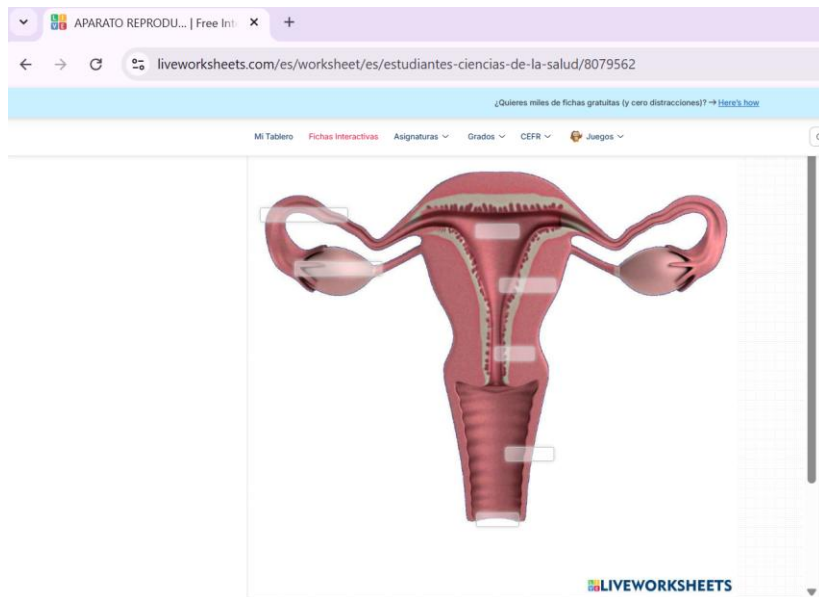 APARATO REPRODU... | Free Int
liveworksheets.com/es/worksheet/es/estudiantes-ciencias-de-la-salud/8079562
¿Quieres miles de fichas gratuitas (y cero distracciones)? → Here's how
Mi Tablero Fichas Interactivas Asignaturas Grados CEFR Juegos
LIVEWORKSHEETS